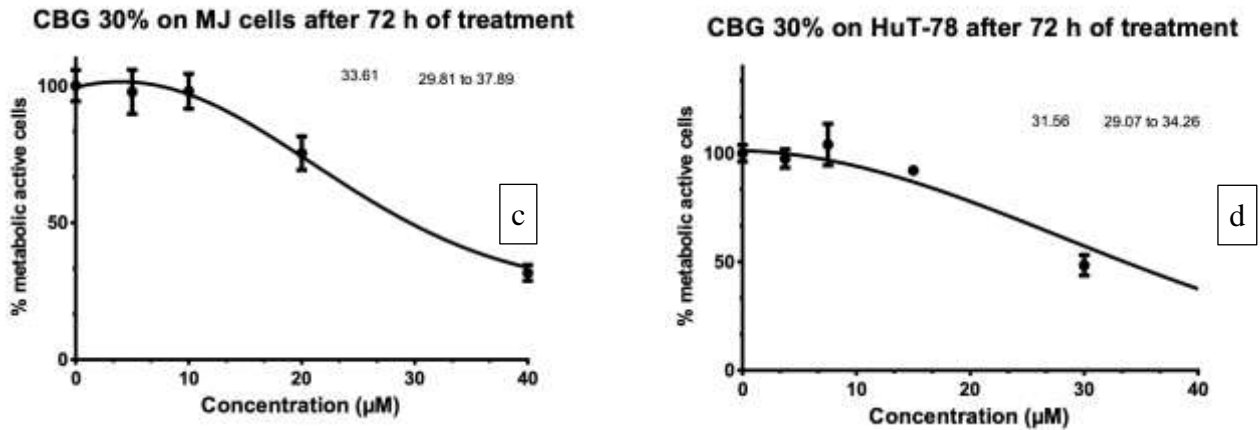 CBG 30% on MJ cells after 72 h of treatment
% metabolic active cells
100
50
0
33.61 29.81 to 37.89
c
0 10 20 30 40
Concentration (µM)
CBG 30% on HuT-78 after 72 h of treatment
% metabolic active cells
100
50
0
31.56 29.07 to 34.26
d
0 10 20 30 40
Concentration (µM)